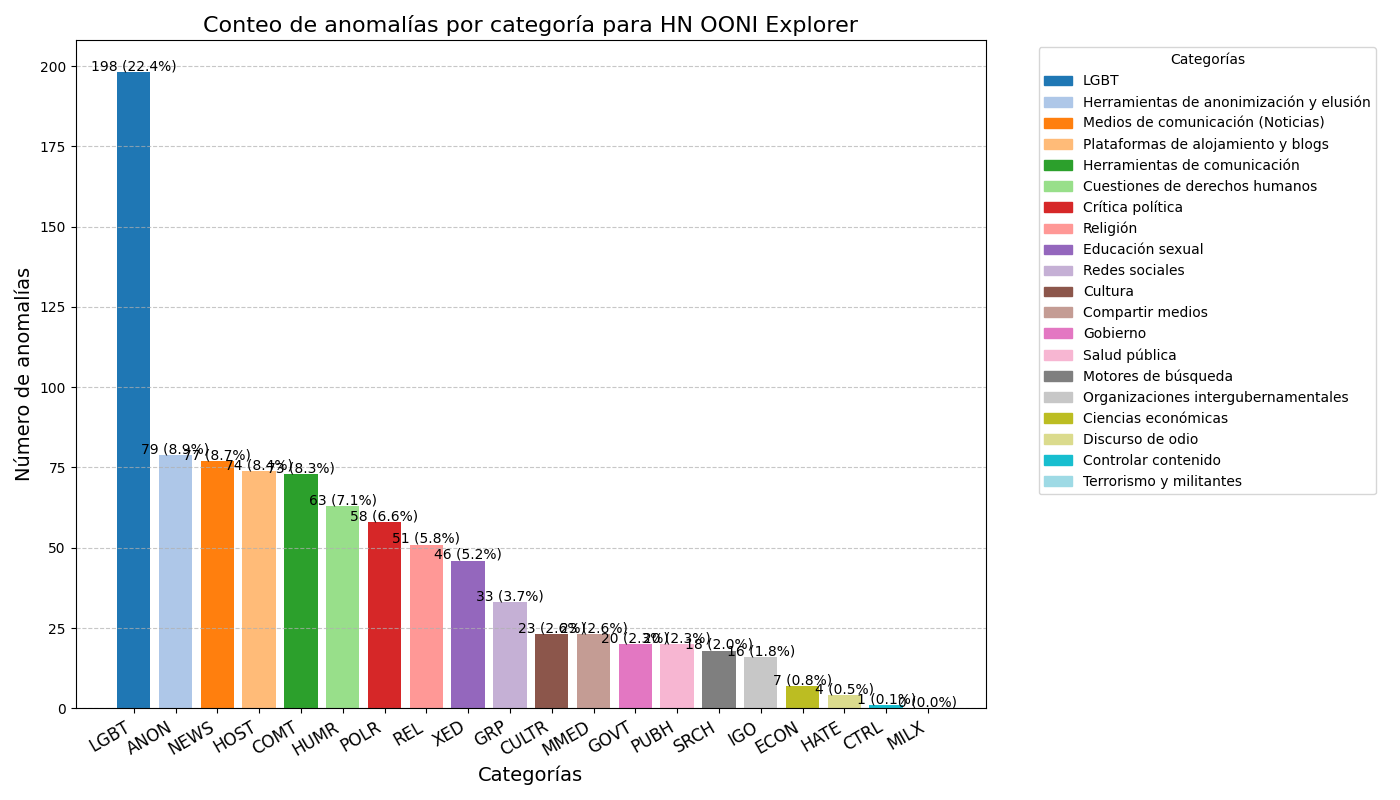 Conteo de anomalías por categoría para HN OONI Explorer
Número de anomalías
200
175
150
125
100
75
50
25
0
198 (22.4%)
79 (8.9%)
77 (8.7%)
74 (8.4%)
73 (8.3%)
63 (7.1%)
58 (6.6%)
51 (5.8%)
46 (5.2%)
33 (3.7%)
23 (2.6%)
23 (2.6%)
20 (2.3%)
20 (2.3%)
18 (2.0%)
16 (1.8%)
7 (0.8%)
4 (0.5%)
1 (0.1%)
0 (0.0%)
LGBT
ANON
NEWS
HOST
COMT
HUMR
POLR
REL
XED
GRP
CULTR
MMED
GOVT
PUBH
SRCH
IGO
ECON
HATE
CTRL
MILX
Categorías
Categorías
LGBT
Herramientas de anonimización y elusión
Medios de comunicación (Noticias)
Plataformas de alojamiento y blogs
Herramientas de comunicación
Cuestiones de derechos humanos
Crítica política
Religión
Educación sexual
Redes sociales
Cultura
Compartir medios
Gobierno
Salud pública
Motores de búsqueda
Organizaciones intergubernamentales
Ciencias económicas
Discurso de odio
Controlar contenido
Terrorismo y militantes